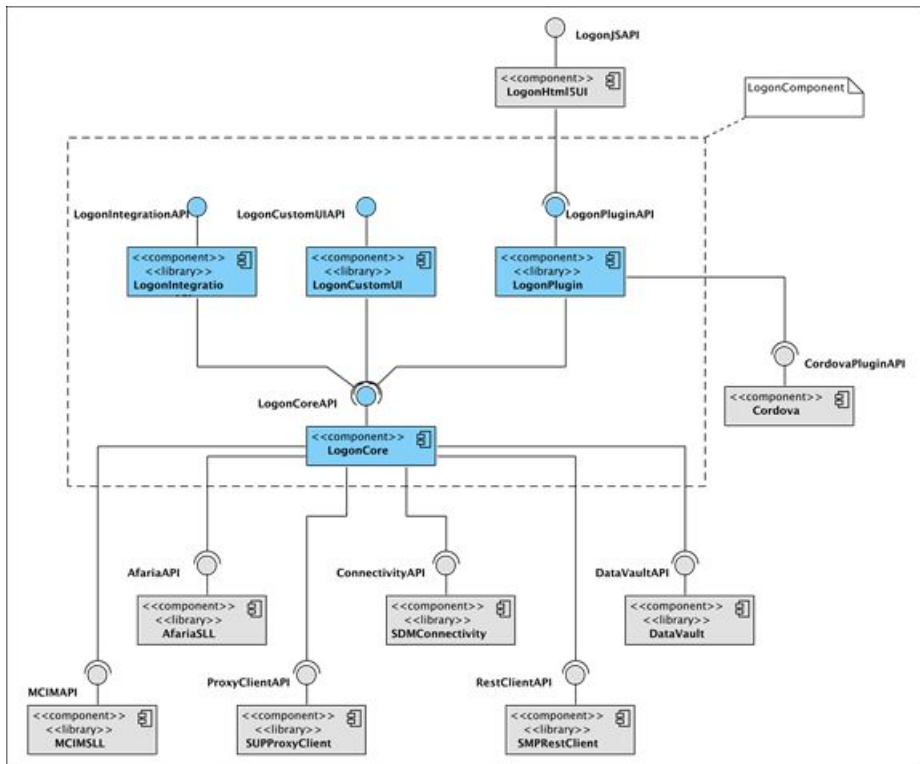 LogonJSAPI
<<component>>
LogonHtml5UI
LogonComponent
LogonIntegrationAPI
LogonCustomUIAPI
LogonPluginAPI
<<component>>
<<library>>
LogonIntegratio
<<component>>
<<library>>
LogonCustomUI
<<component>>
<<library>>
LogonPlugin
CordovaPluginAPI
<<component>>
Cordova
LogonCoreAPI
<<component>>
LogonCore
AfariaAPI
ConnectivityAPI
DataVaultAPI
<<component>>
<<library>>
AfariaSLL
<<component>>
<<library>>
SDMConnectivity
<<component>>
<<library>>
DataVault
MCIMAPI
ProxyClientAPI
RestClientAPI
<<component>>
<<library>>
MCIMSLL
<<component>>
<<library>>
SUPProxyClient
<<component>>
<<library>>
SMPRestClient